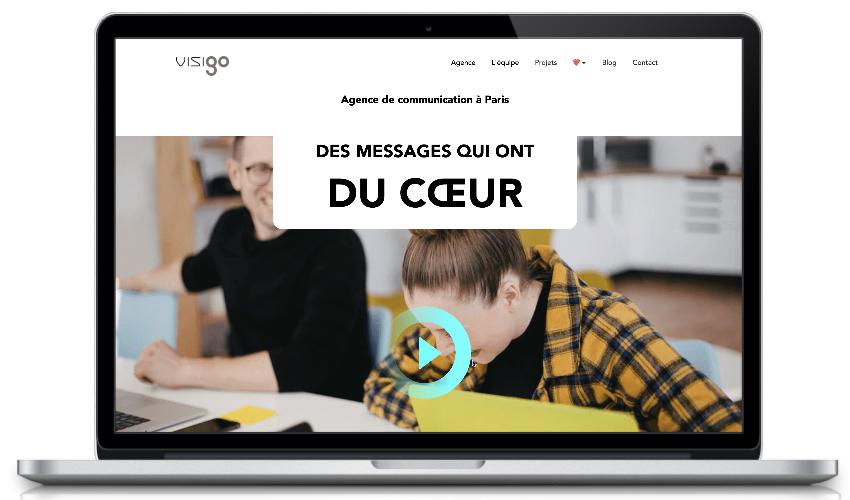 VISIGO
Agence L'équipe Projets ❤️ Blog Contact
Agence de communication à Paris
DES MESSAGES QUI ONT
DU CŒUR